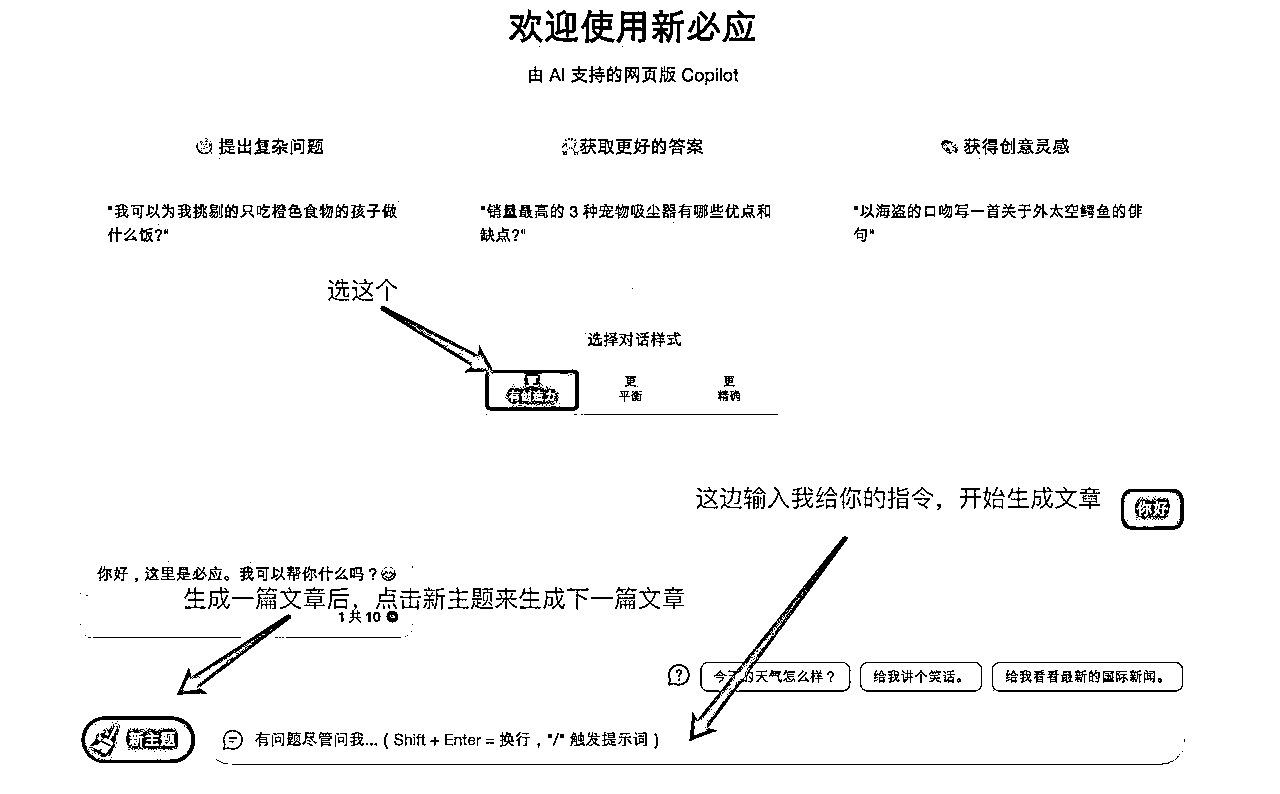 欢迎使用新必应
由 AI 支持的网页版 Copilot
提出复杂问题
获取更好的答案
获得创意灵感
"我可以为我挑剔的只吃橙色食物的孩子做
什么饭?"
"销量最高的 3 种宠物吸尘器有哪些优点和
缺点?"
"以海盗的口吻写一首关于外太空鳄鱼的俳
句"
选这个
选择对话样式
更
有创造力
更
平衡
更
精确
这边输入我给你的指令，开始生成文章
你好
你好，这里是必应。我可以帮你什么吗？
生成一篇文章后，点击新主题来生成下一篇文章
1 共 10
今天的天气怎么样？
给我讲个笑话。
给我看看最新的国际新闻。
新主题
有问题尽管问我... ( Shift + Enter = 换行，"/" 触发提示词 )